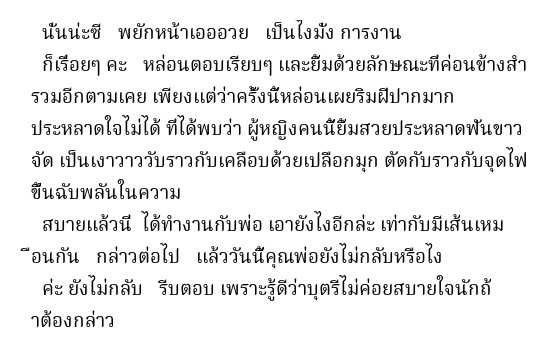 นั่นน่ะซี พยักหน้าเอออวย เป็นไงมั่ง การงาน
ก็เรื่อยๆ คะ หล่อนตอบเรียบๆ และยิ้มด้วยลักษณะที่ค่อนข้างสำ
รวมอีกตามเคย เพียงแต่ว่าครั้งนี้หล่อนเผยริมฝีปากมาก
ประหลาดใจไม่ได้ ที่ได้พบว่า ผู้หญิงคนนี้ยิ้มสวยประหลาดฟันขาว
จัด เป็นเงาวาววับราวกับเคลือบด้วยเปลือกมุก ตัดกับราวกับจุดไฟ
ขึ้นฉับพลันในความ
สบายแล้วนี่ ได้ทำงานกับพ่อ เอายังไงอีกล่ะ เท่ากับมีเส้นเหม
ือนกัน กล่าวต่อไป แล้ววันนี้คุณพ่อยังไม่กลับหรือไง
ค่ะ ยังไม่กลับ รีบตอบ เพราะรู้ดีว่าบุตรีไม่ค่อยสบายใจนักถ้
าต้องกล่าว